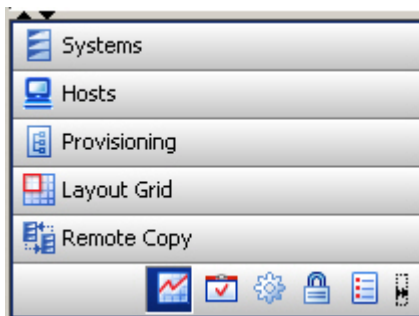 Systems
Hosts
Provisioning
Layout Grid
Remote Copy